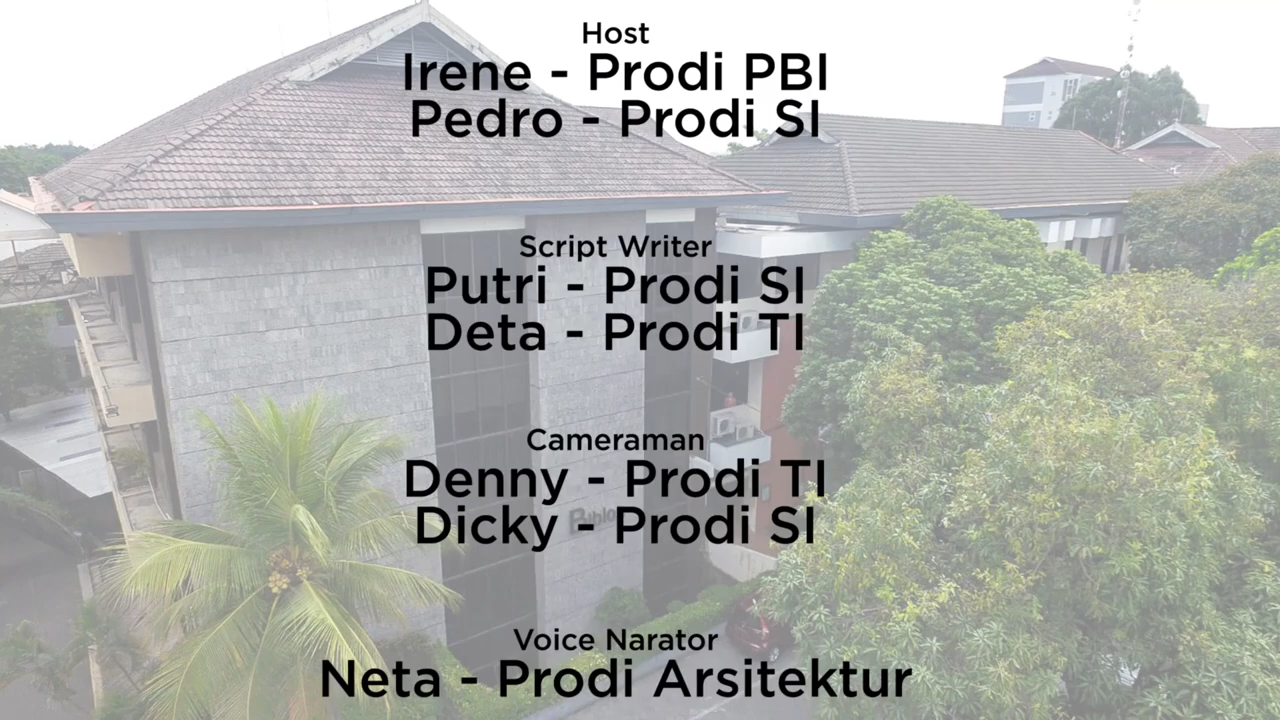 Host
Irene - Prodi PBI
Pedro - Prodi SI
Script Writer
Putri - Prodi SI
Deta - Prodi TI
Cameraman
Denny - Prodi TI
Dicky - Prodi SI
Voice Narator
Neta - Prodi Arsitektur